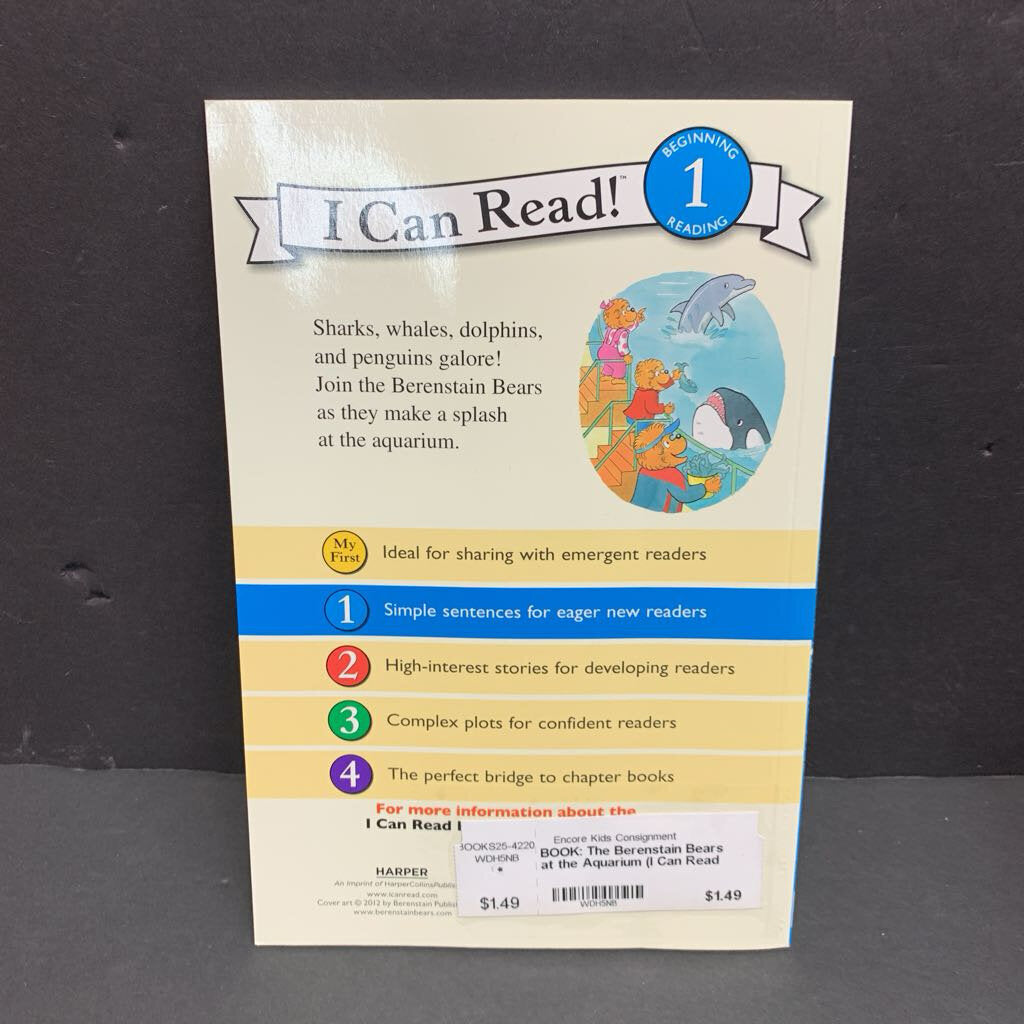 I Can Read!™
BEGINNING
1
READING
Sharks, whales, dolphins,
and penguins galore!
Join the Berenstain Bears
as they make a splash
at the aquarium.
My First Ideal for sharing with emergent readers
1 Simple sentences for eager new readers
2 High-interest stories for developing readers
3 Complex plots for confident readers
4 The perfect bridge to chapter books
For more information about the
I Can Read
HARPER
An Imprint of HarperCollinsPublis
www.icanread.com
Cover art © 2012 by Berenstain Publis
www.berenstainbears.com
BOOKS25-4220
WDH5NB
*
$1.49
Encore Kids Consignment
BOOK: The Berenstain Bears
at the Aquarium (I Can Read
WDH5NB
$1.49